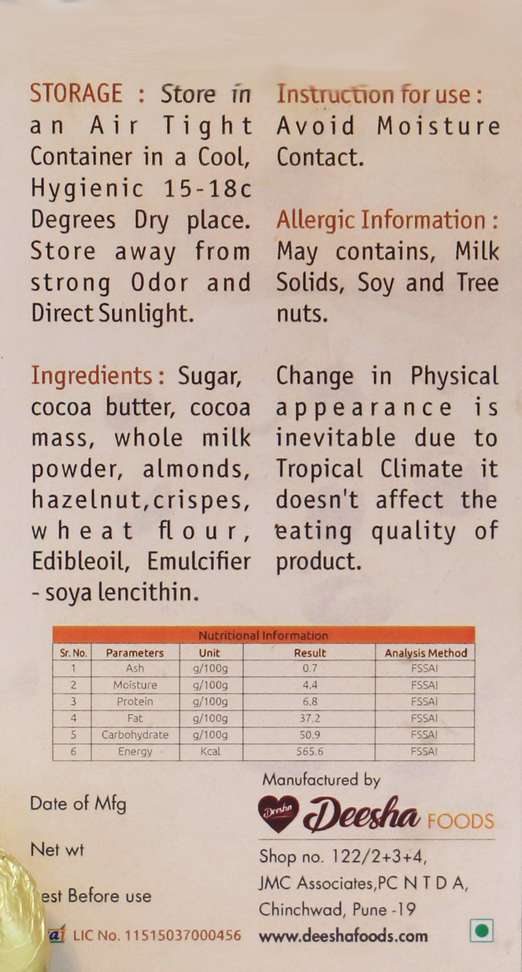 STORAGE : Store in
an Air Tight
Container in a Cool,
Hygienic 15-18c
Degrees Dry place.
Store away from
strong Odor and
Direct Sunlight.
Instruction for use :
Avoid Moisture
Contact.
Allergic Information :
May contains, Milk
Solids, Soy and Tree
nuts.
Ingredients : Sugar,
cocoa butter, cocoa
mass, whole milk
powder, almonds,
hazelnut,crispes,
wheat flour,
Edibleoil, Emulcifier
- soya lencithin.
Change in Physical
appearance is
inevitable due to
Tropical Climate it
doesn't affect the
eating quality of
product.
Nutritional Information
Sr. No. Parameters Unit Result Analysis Method
1 Ash g/100g 0.7 FSSAI
2 Moisture g/100g 4.4 FSSAI
3 Protein g/100g 6.8 FSSAI
4 Fat g/100g 37.2 FSSAI
5 Carbohydrate g/100g 50.9 FSSAI
6 Energy Kcal 565.6 FSSAI
Date of Mfg
Net wt
est Before use
LIC No. 11515037000456
Manufactured by
Deesha
Deesha FOODS
Shop no. 122/2+3+4,
JMC Associates,PC N T D A,
Chinchwad, Pune -19
www.deeshafoods.com